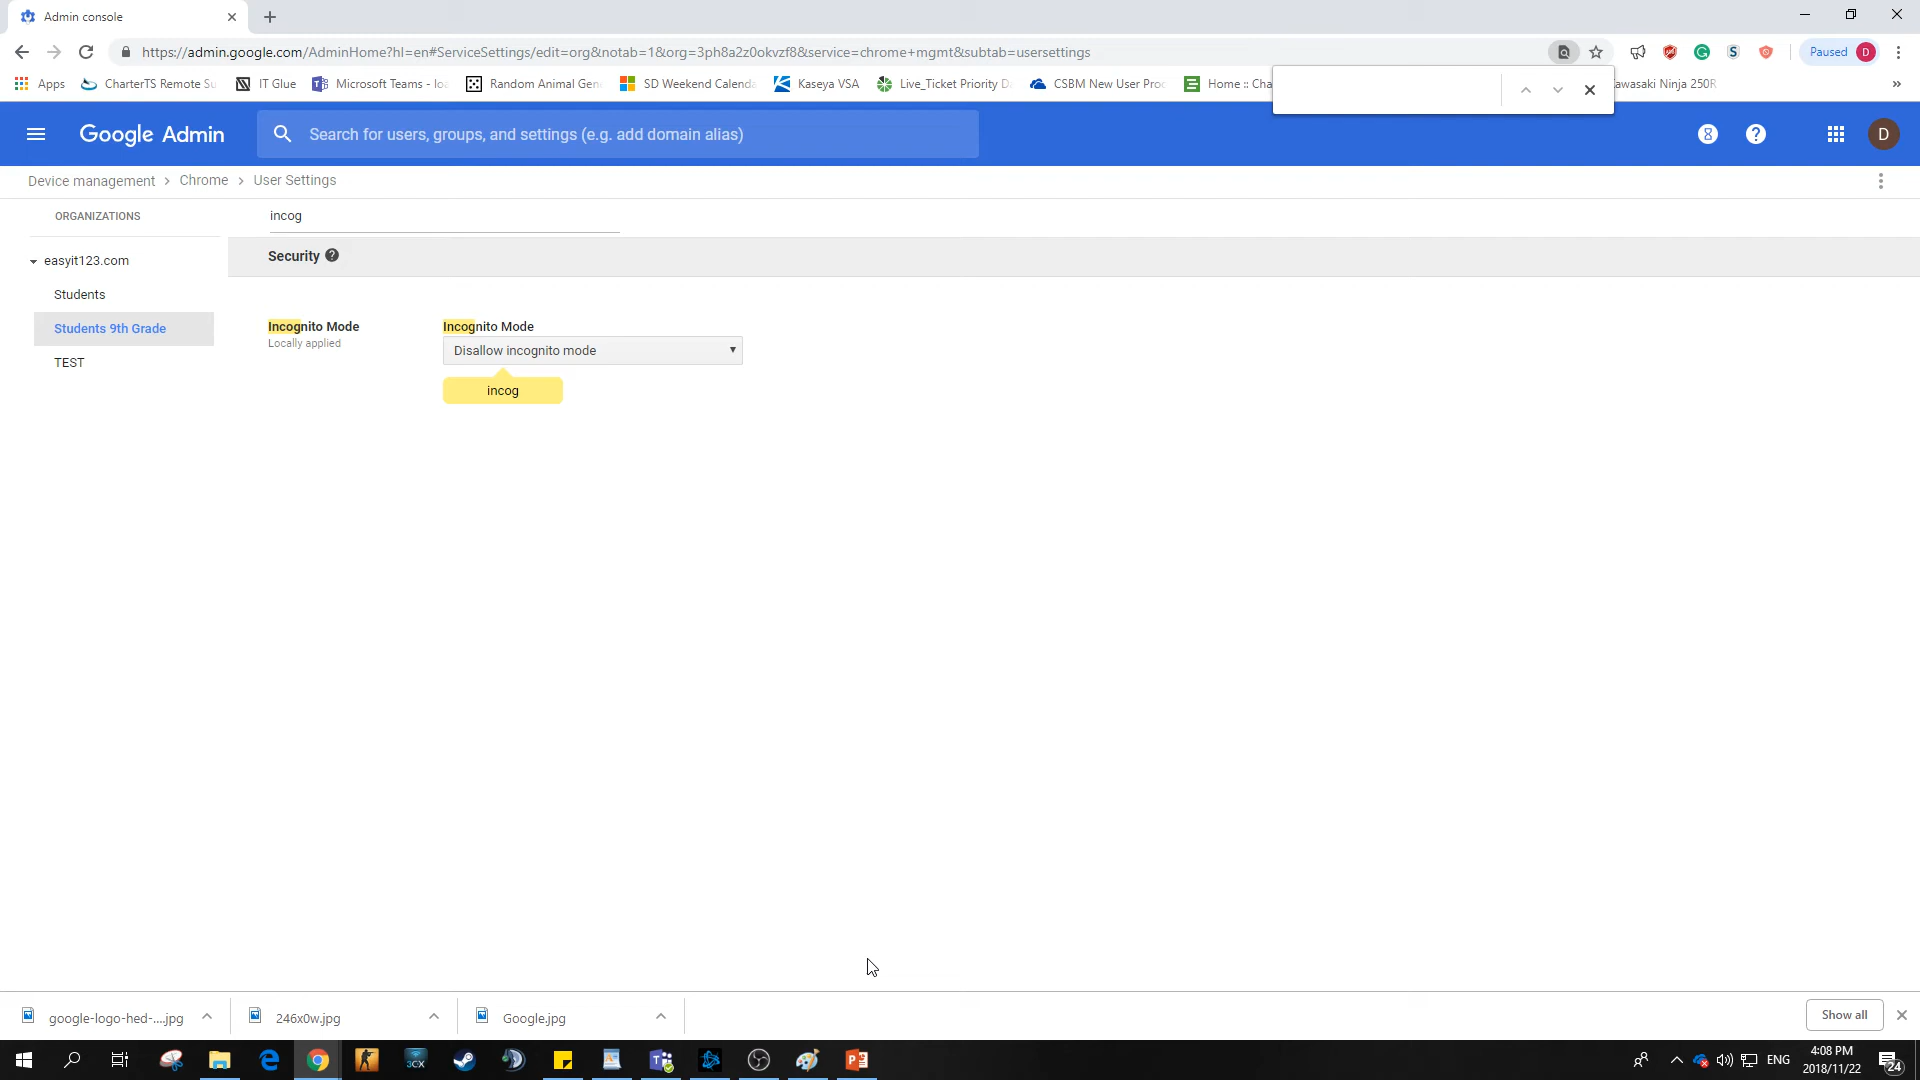 Admin console
https://admin.google.com/AdminHome?hl=en#ServiceSettings/edit=org&notab=1&org=3ph8a2z0okvzf8&service=chrome+mgmt&subtab=usersettings
Paused D
Apps CharterTS Remote Su IT Glue Microsoft Teams - Ioa Random Animal Gen SD Weekend Calenda Kaseya VSA Live_Ticket Priority D CSBM New User Proc Home :: Cha awasaki Ninja 250R »
Google Admin
Search for users, groups, and settings (e.g. add domain alias)
D
Device management > Chrome > User Settings
ORGANIZATIONS
incog
Security
easyit123.com
Students
Students 9th Grade
TEST
Incognito Mode
Locally applied
Incognito Mode
Disallow incognito mode
incog
google-logo-hed-....jpg
246x0w.jpg
Google.jpg
Show all
3CX
ENG
4:08 PM
2018/11/22
24